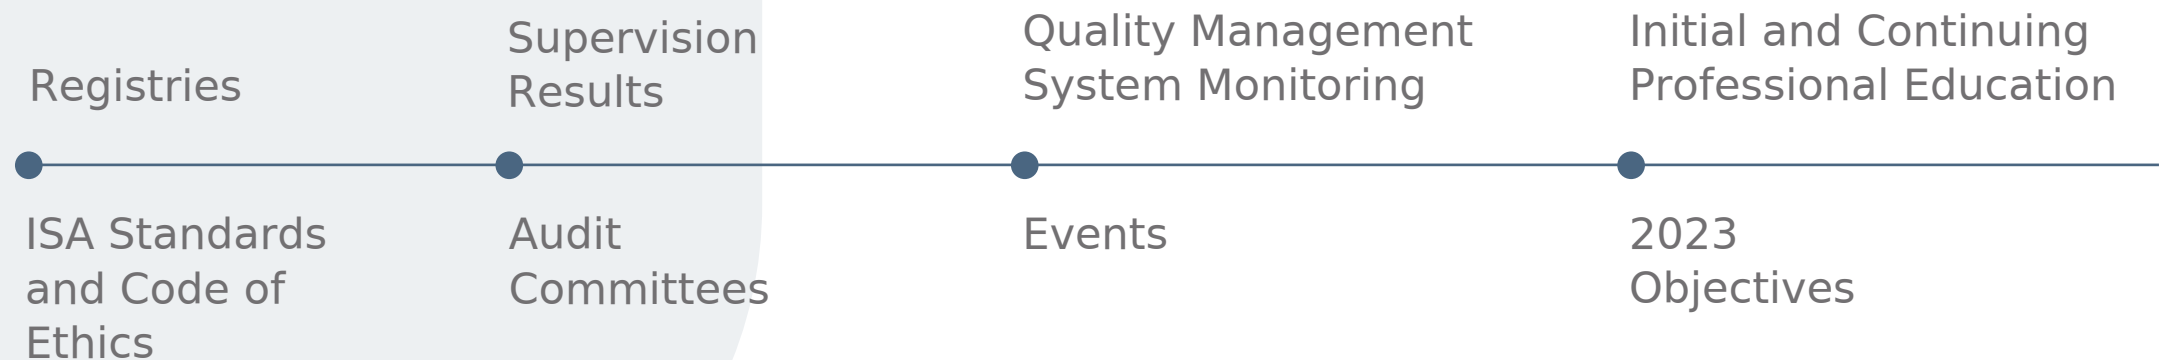 Registries
Supervision
Results
Quality Management
System Monitoring
Initial and Continuing
Professional Education
ISA Standards
and Code of
Ethics
Audit
Committees
Events
2023
Objectives